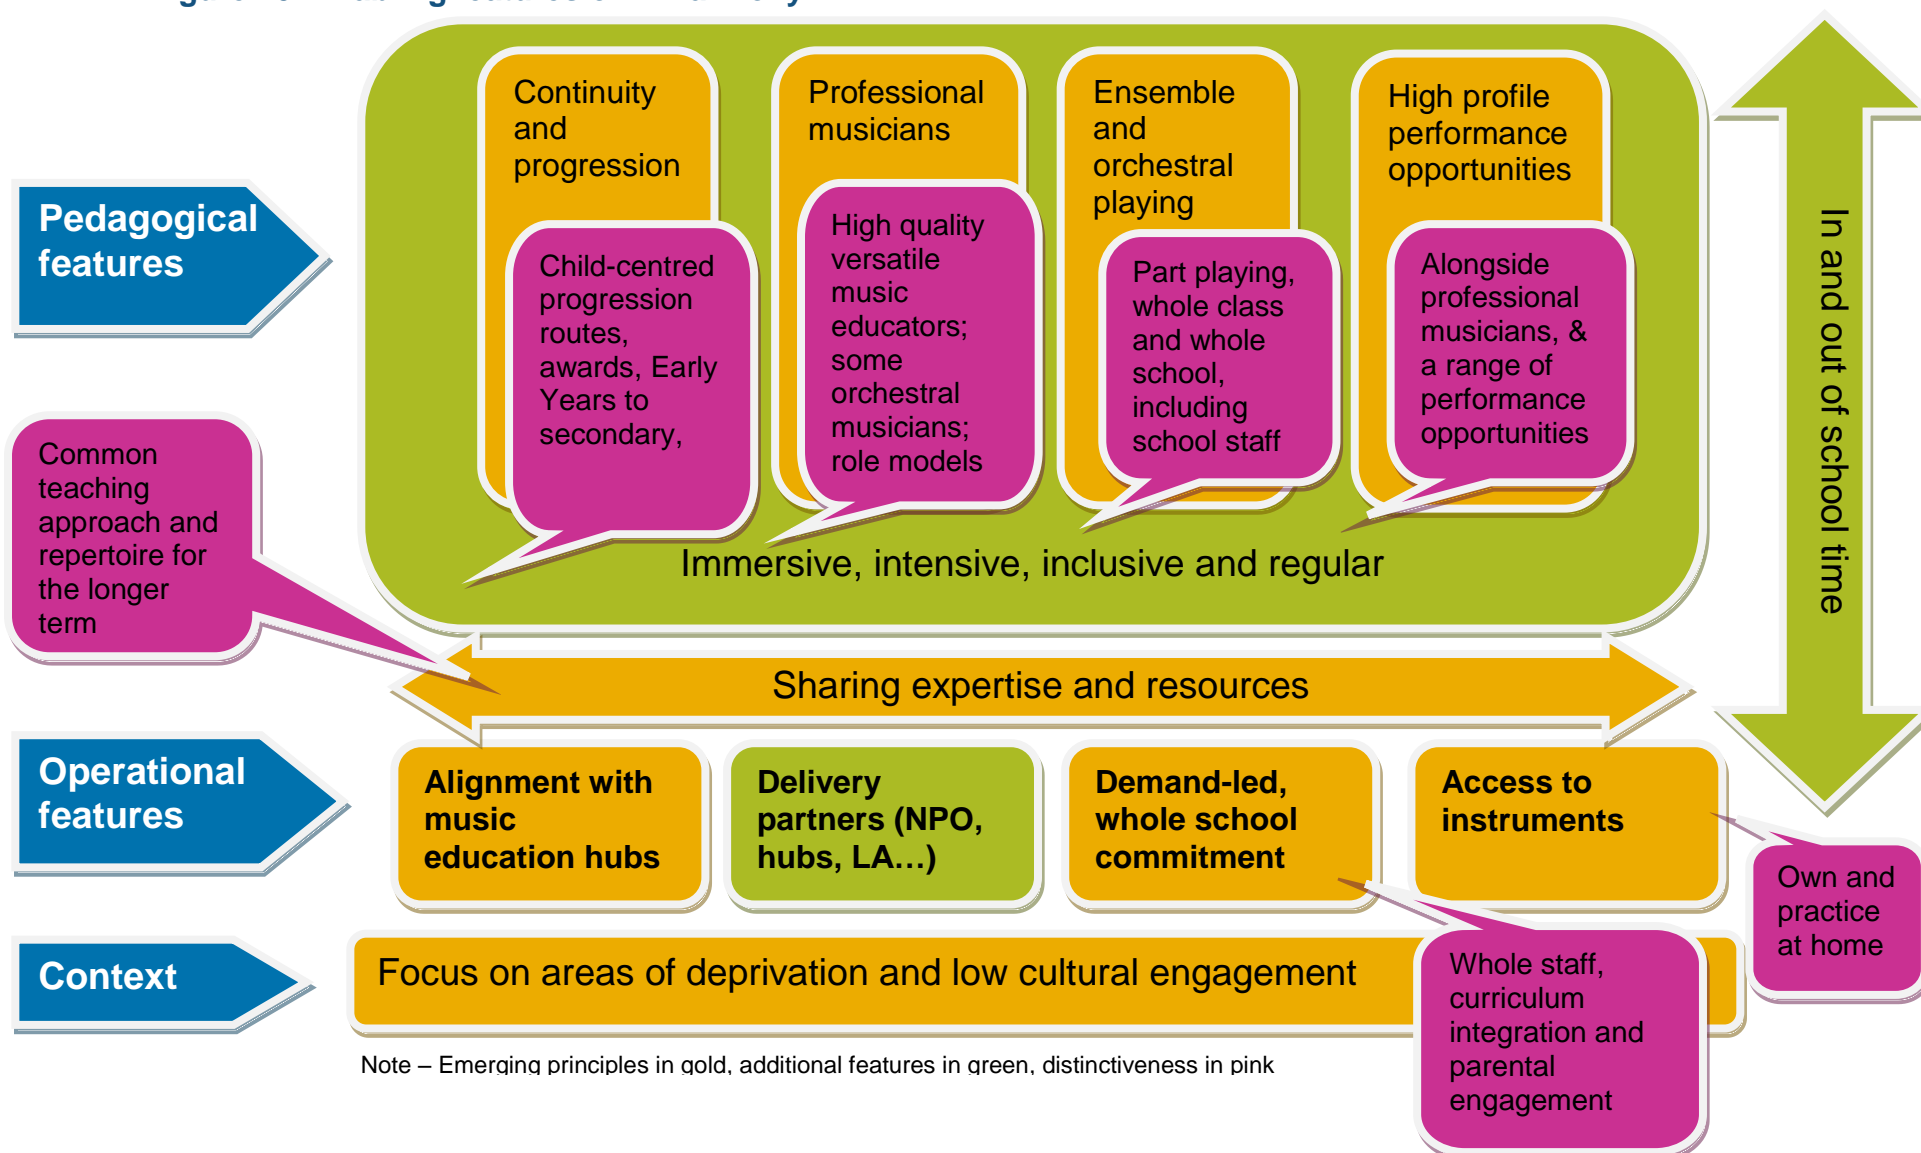 Continuity
and
progression
Professional
musicians
Ensemble
and
orchestral
playing
High profile
performance
opportunities
Pedagogical
features
Child-centred
progression
routes,
awards, Early
Years to
secondary,
High quality
versatile
music
educators;
some
orchestral
musicians;
role models
Part playing,
whole class
and whole
school,
including
school staff
Alongside
professional
musicians, &
a range of
performance
opportunities
In and out of school time
Immersive, intensive, inclusive and regular
Common
teaching
approach and
repertoire for
the longer
term
Sharing expertise and resources
Operational
features
Alignment with
music
education hubs
Delivery
partners (NPO,
hubs, LA…)
Demand-led,
whole school
commitment
Access to
instruments
Own and
practice
at home
Context
Focus on areas of deprivation and low cultural engagement
Whole staff,
curriculum
integration and
parental
engagement
Note – Emerging principles in gold, additional features in green, distinctiveness in pink